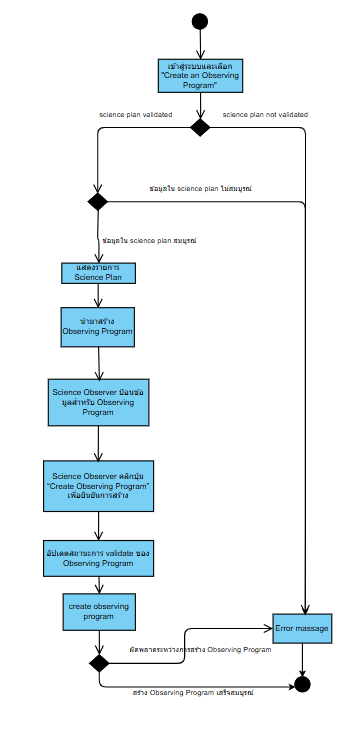 เข้าสู่ระบบและเลือก
"Create an Observing
Program"
science plan validated
science plan not validated
ข้อมูลใน science plan ไม่สมบูรณ์
ข้อมูลใน science plan สมบูรณ์
แสดงรายการ
Science Plan
นำมาสร้าง
Observing Program
Science Observer ป้อนข้อ
มูลสำหรับ Observing
Program
Science Observer คลิกปุ่ม
"Create Observing Program"
เพื่อยืนยันการสร้าง
อัปเดตสถานะการ validate ของ
Observing Program
create observing
program
Error massage
ผิดพลาดระหว่างการสร้าง Observing Program
สร้าง Observing Program เสร็จสมบูรณ์